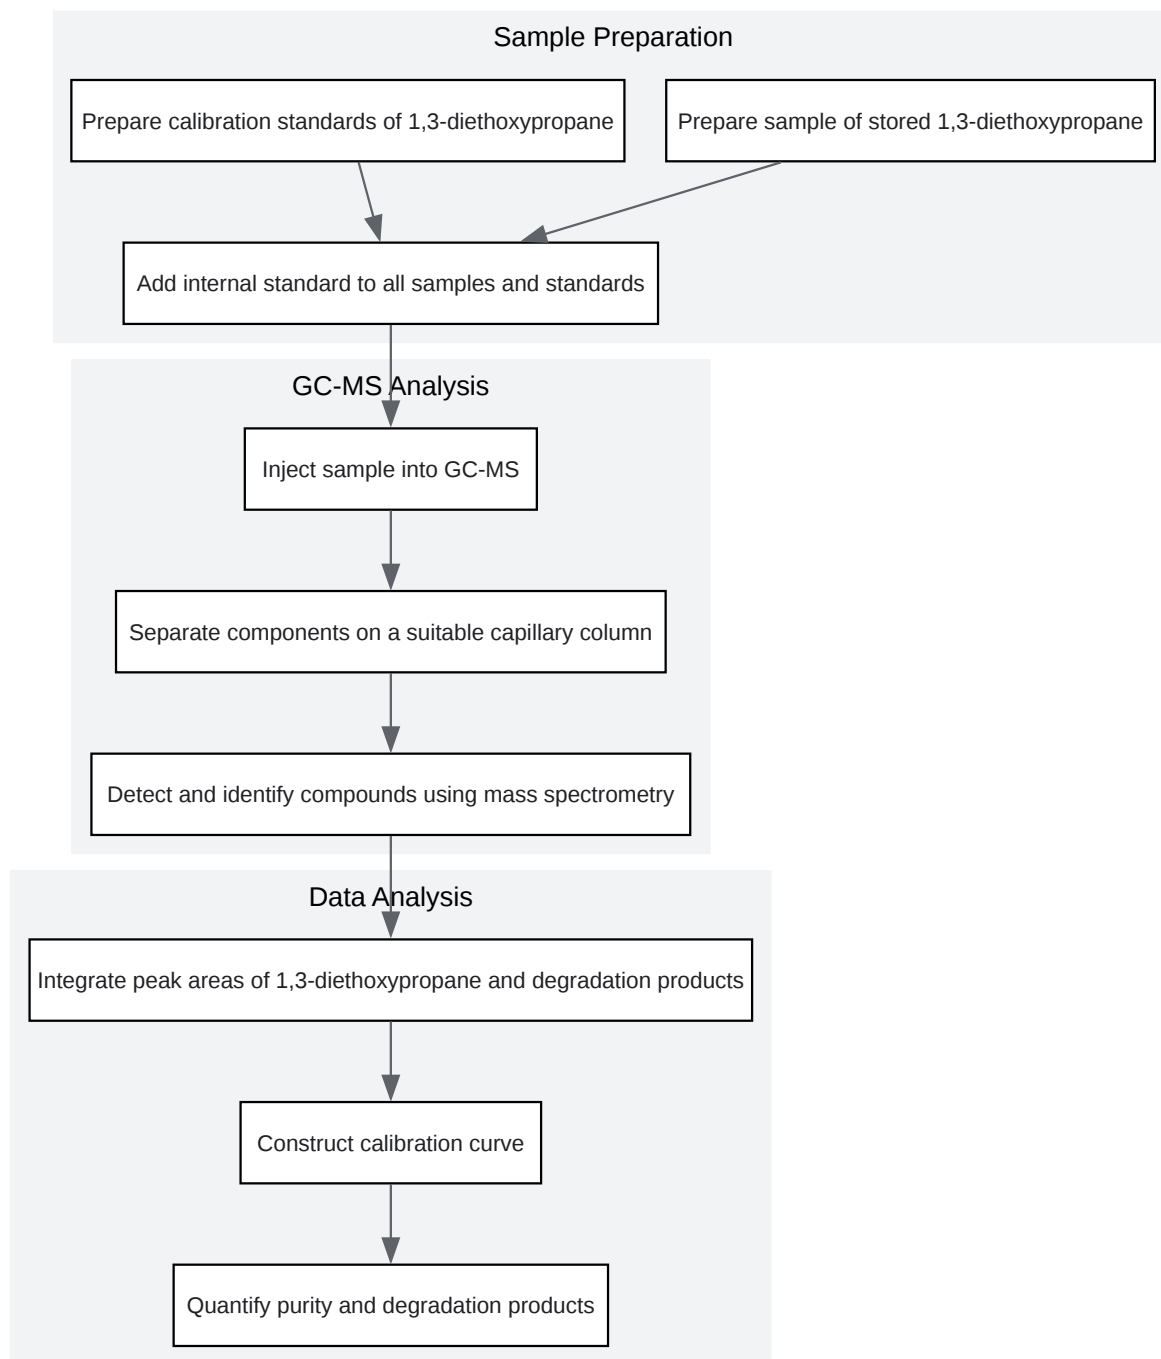 Sample Preparation
Prepare calibration standards of 1,3-diethoxypropane
Prepare sample of stored 1,3-diethoxypropane
Add internal standard to all samples and standards
GC-MS Analysis
Inject sample into GC-MS
Separate components on a suitable capillary column
Detect and identify compounds using mass spectrometry
Data Analysis
Integrate peak areas of 1,3-diethoxypropane and degradation products
Construct calibration curve
Quantify purity and degradation products